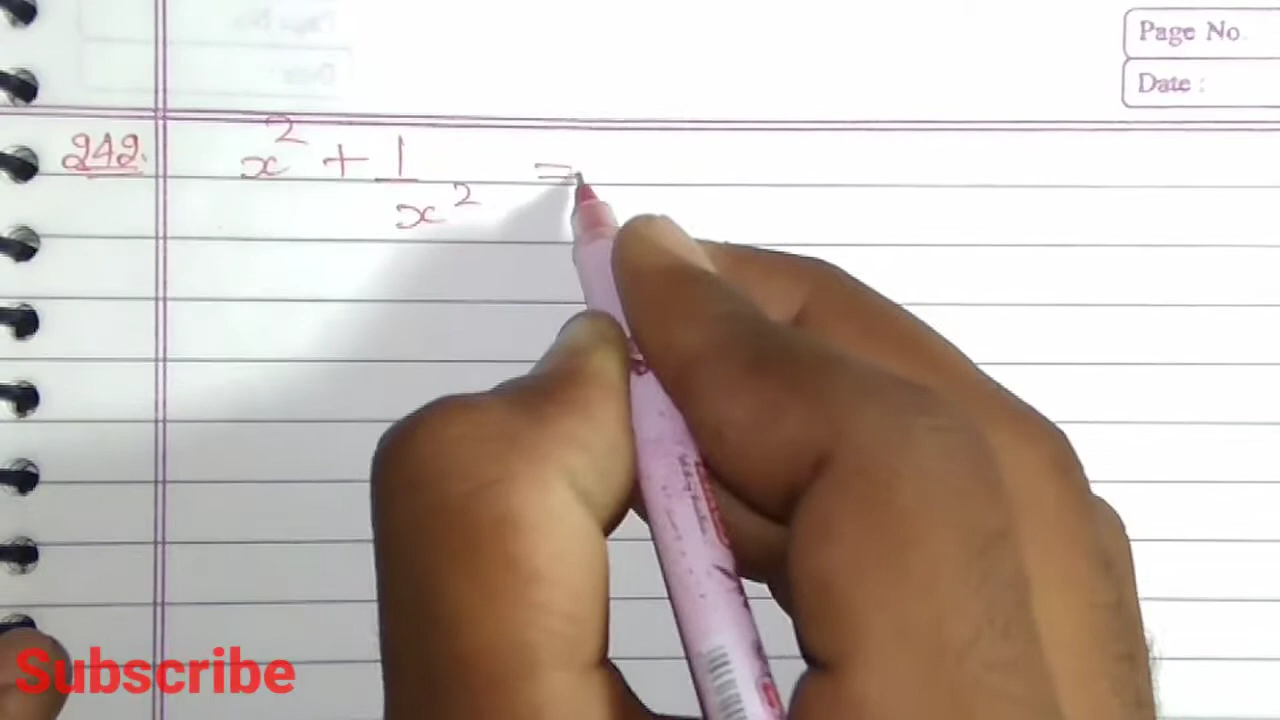 Page No
Date :
242. x² + 1/x² =
Subscribe